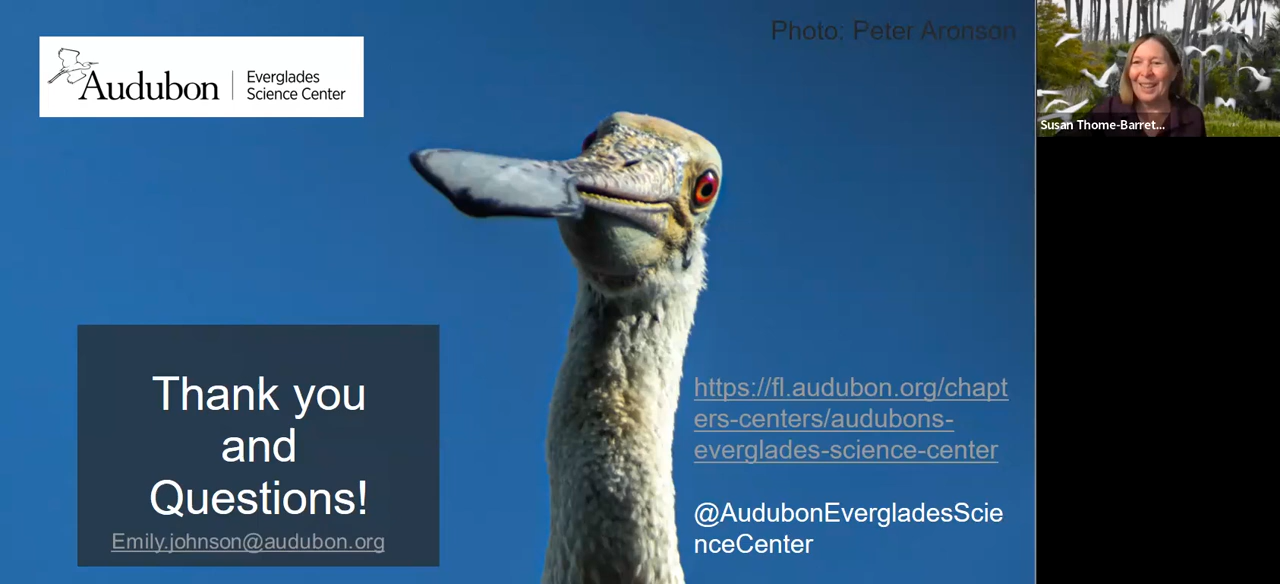 Photo: Peter Aronson
Audubon
Everglades
Science Center
Susan Thome-Barret...
Thank you
and
Questions!
Emily.johnson@audubon.org
https://fl.audubon.org/chapt
ers-centers/audubons-
everglades-science-center
@AudubonEvergladesScie
nceCenter